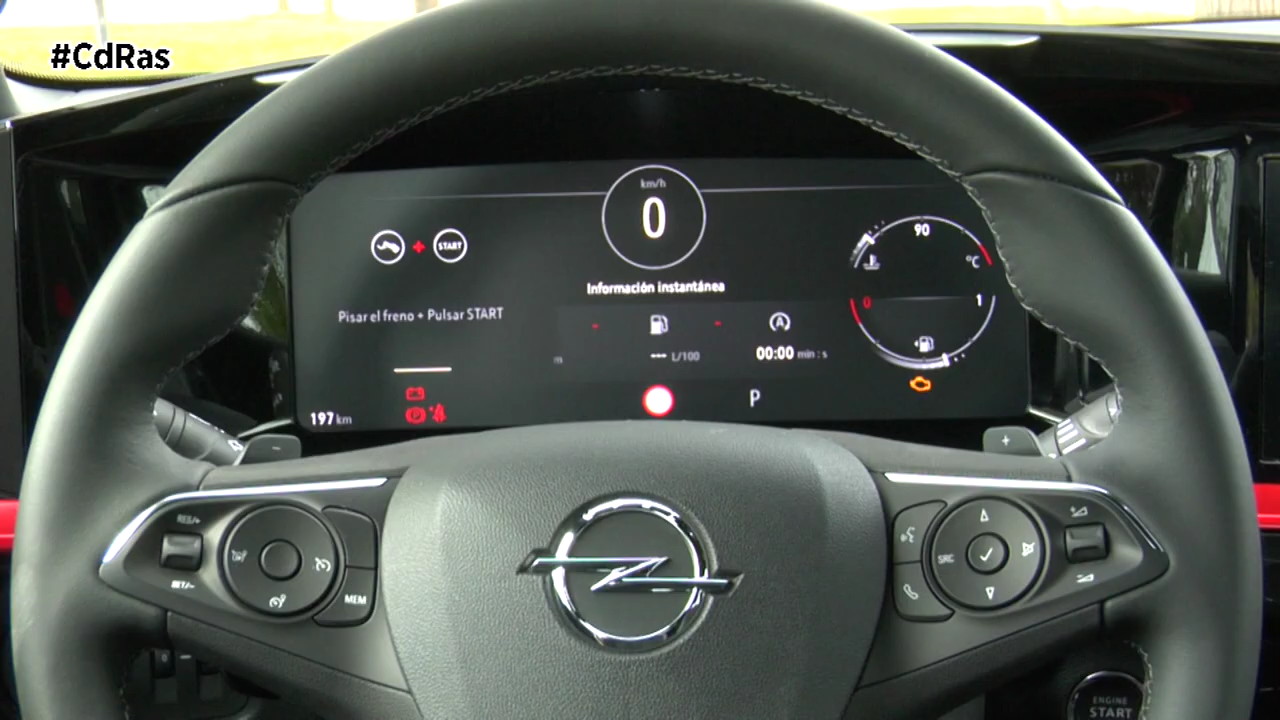 #CdRas
km/h
0
START
90
°C
Información instantánea
0
1
Pisar el freno + Pulsar START
L/100
00:00 min : s
P
197 km
RES/+
SET/-
MEM
SRC
ENGINE
START